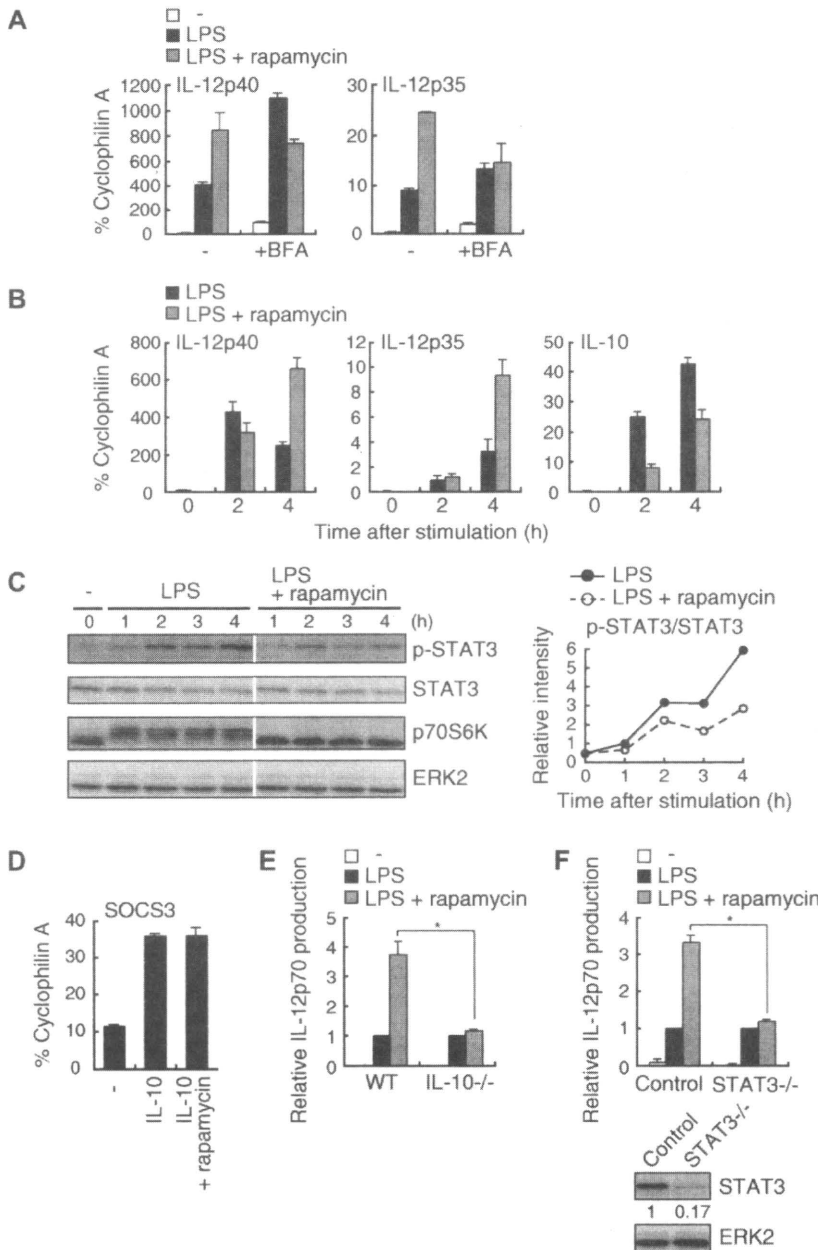 A
-
LPS
LPS + rapamycin
IL-12p40
IL-12p35
% Cyclophilin A
1200
1000
800
600
400
200
0
30
20
10
0
- +BFA
- +BFA
B
LPS
LPS + rapamycin
IL-12p40
IL-12p35
IL-10
% Cyclophilin A
800
600
400
200
0
12
10
8
6
4
2
0
50
40
30
20
10
0
0 2 4
0 2 4
0 2 4
Time after stimulation (h)
C
- LPS LPS + rapamycin
0 1 2 3 4 1 2 3 4 (h)
p-STAT3
STAT3
p70S6K
ERK2
LPS
LPS + rapamycin
p-STAT3/STAT3
Relative intensity
6
5
4
3
2
1
0
0 1 2 3 4
Time after stimulation (h)
D
SOCS3
% Cyclophilin A
40
30
20
10
0
-
IL-10
IL-10 + rapamycin
E
-
LPS
LPS + rapamycin
Relative IL-12p70 production
5
4
3
2
1
0
*
WT IL-10-/-
F
-
LPS
LPS + rapamycin
Relative IL-12p70 production
4
3
2
1
0
*
Control STAT3-/-
Control STAT3-/-
STAT3
1 0.17
ERK2